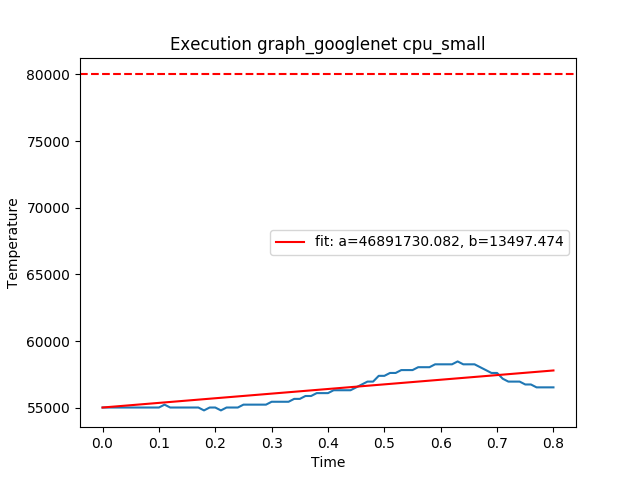 Execution graph_googlenet cpu_small
80000
75000
70000
65000
60000
55000
Temperature
fit: a=46891730.082, b=13497.474
0.0 0.1 0.2 0.3 0.4 0.5 0.6 0.7 0.8
Time